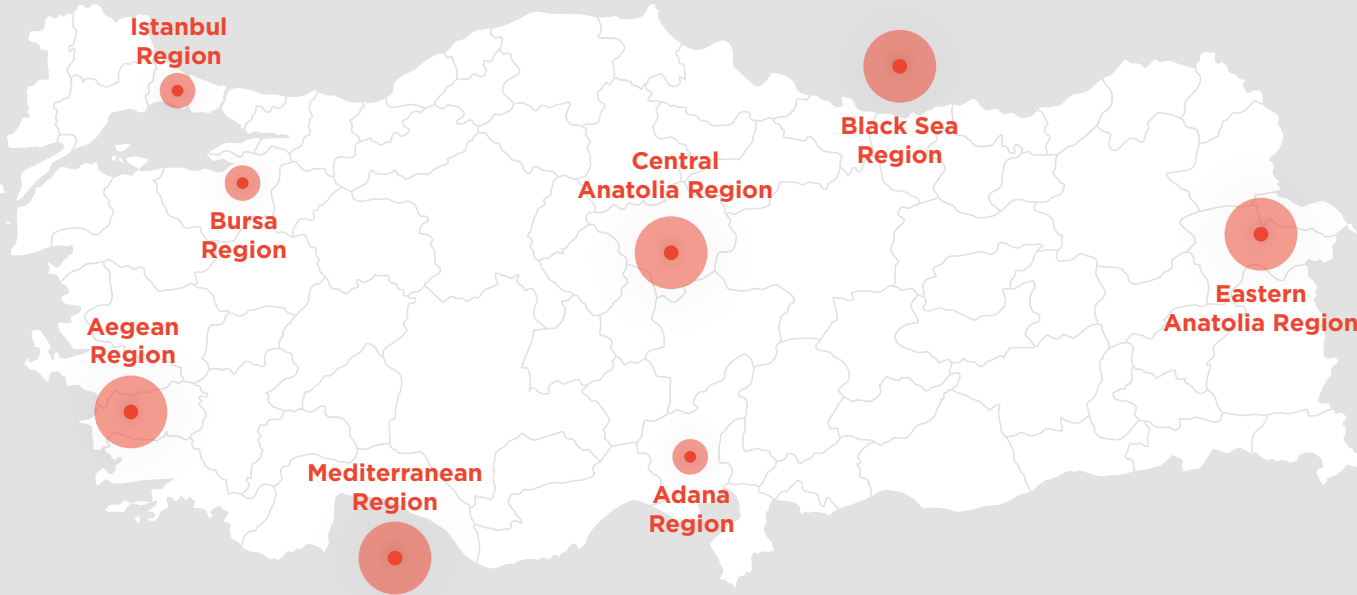 Istanbul
Region
Black Sea
Region
Central
Anatolia Region
Bursa
Region
Eastern
Anatolia Region
Aegean
Region
Mediterranean
Region
Adana
Region